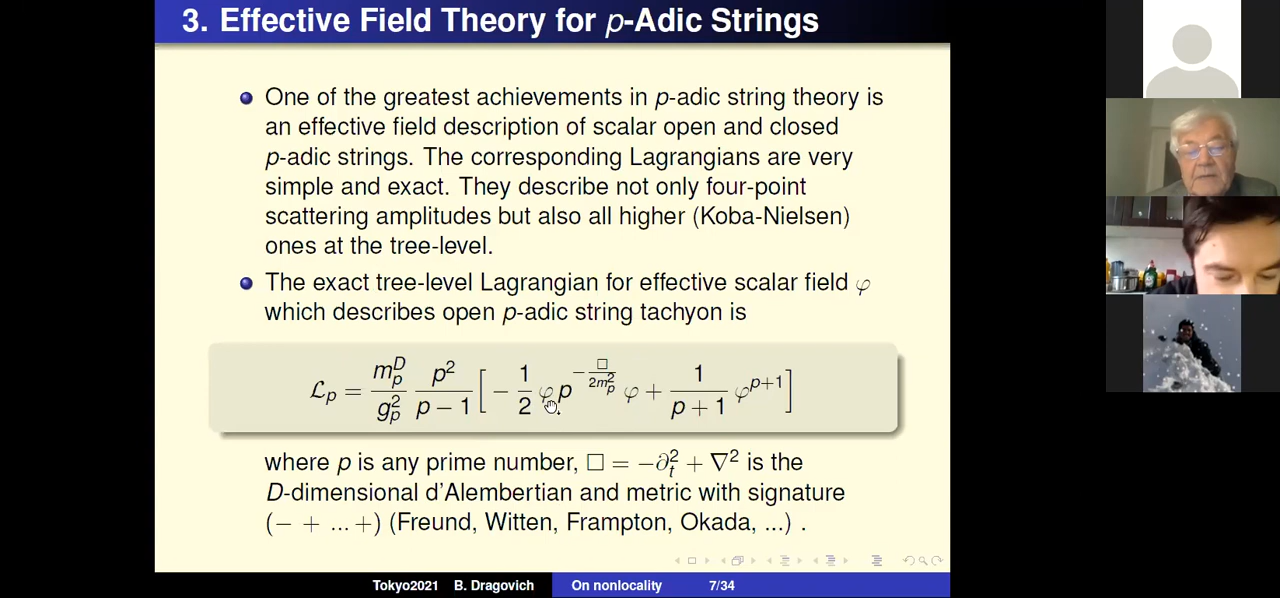 3. Effective Field Theory for p-Adic Strings
One of the greatest achievements in p-adic string theory is
an effective field description of scalar open and closed
p-adic strings. The corresponding Lagrangians are very
simple and exact. They describe not only four-point
scattering amplitudes but also all higher (Koba-Nielsen)
ones at the tree-level.
The exact tree-level Lagrangian for effective scalar field φ
which describes open p-adic string tachyon is
𝓛_p = \frac{m_p^D}{g_p^2} \frac{p^2}{p-1} [ -\frac{1}{2} φ p^{-\frac{□}{2m_p^2}} φ + \frac{1}{p+1} φ^{p+1} ]
where p is any prime number, □ = -∂_t^2 + ∇^2 is the
D-dimensional d'Alembertian and metric with signature
(− + ... +) (Freund, Witten, Frampton, Okada, ...) .
Tokyo2021 B. Dragovich On nonlocality 7/34